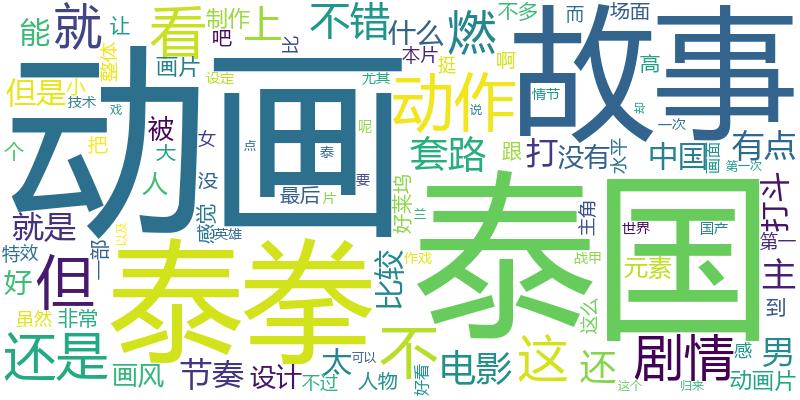 能
就
让
看
制作
上
不错
什么
不多
而
场面
吧
它
燃
本片
挺
啊
高
故事
整体
画片
设定
尤其
但是
小
技术
戏
动画
动作
情节
却
一次
个
把
被
大
女
点
呢
说
套路
跟
打
没有
水平
中国
画面
有点
第一次
人
没
泰
要
最后
片
好莱坞
主角
打斗
就是
感觉
英雄
以及
兰
世界
国产
第一
特效
一部
但
泰拳
比较
作戏
泰国
战甲
元素
主
好
虽然
非常
不
这么
到
还是
画风
节奏
设计
太
可以
不过
人物
好看
电影
这
还
这个
归来
剧情
感
男
动画片